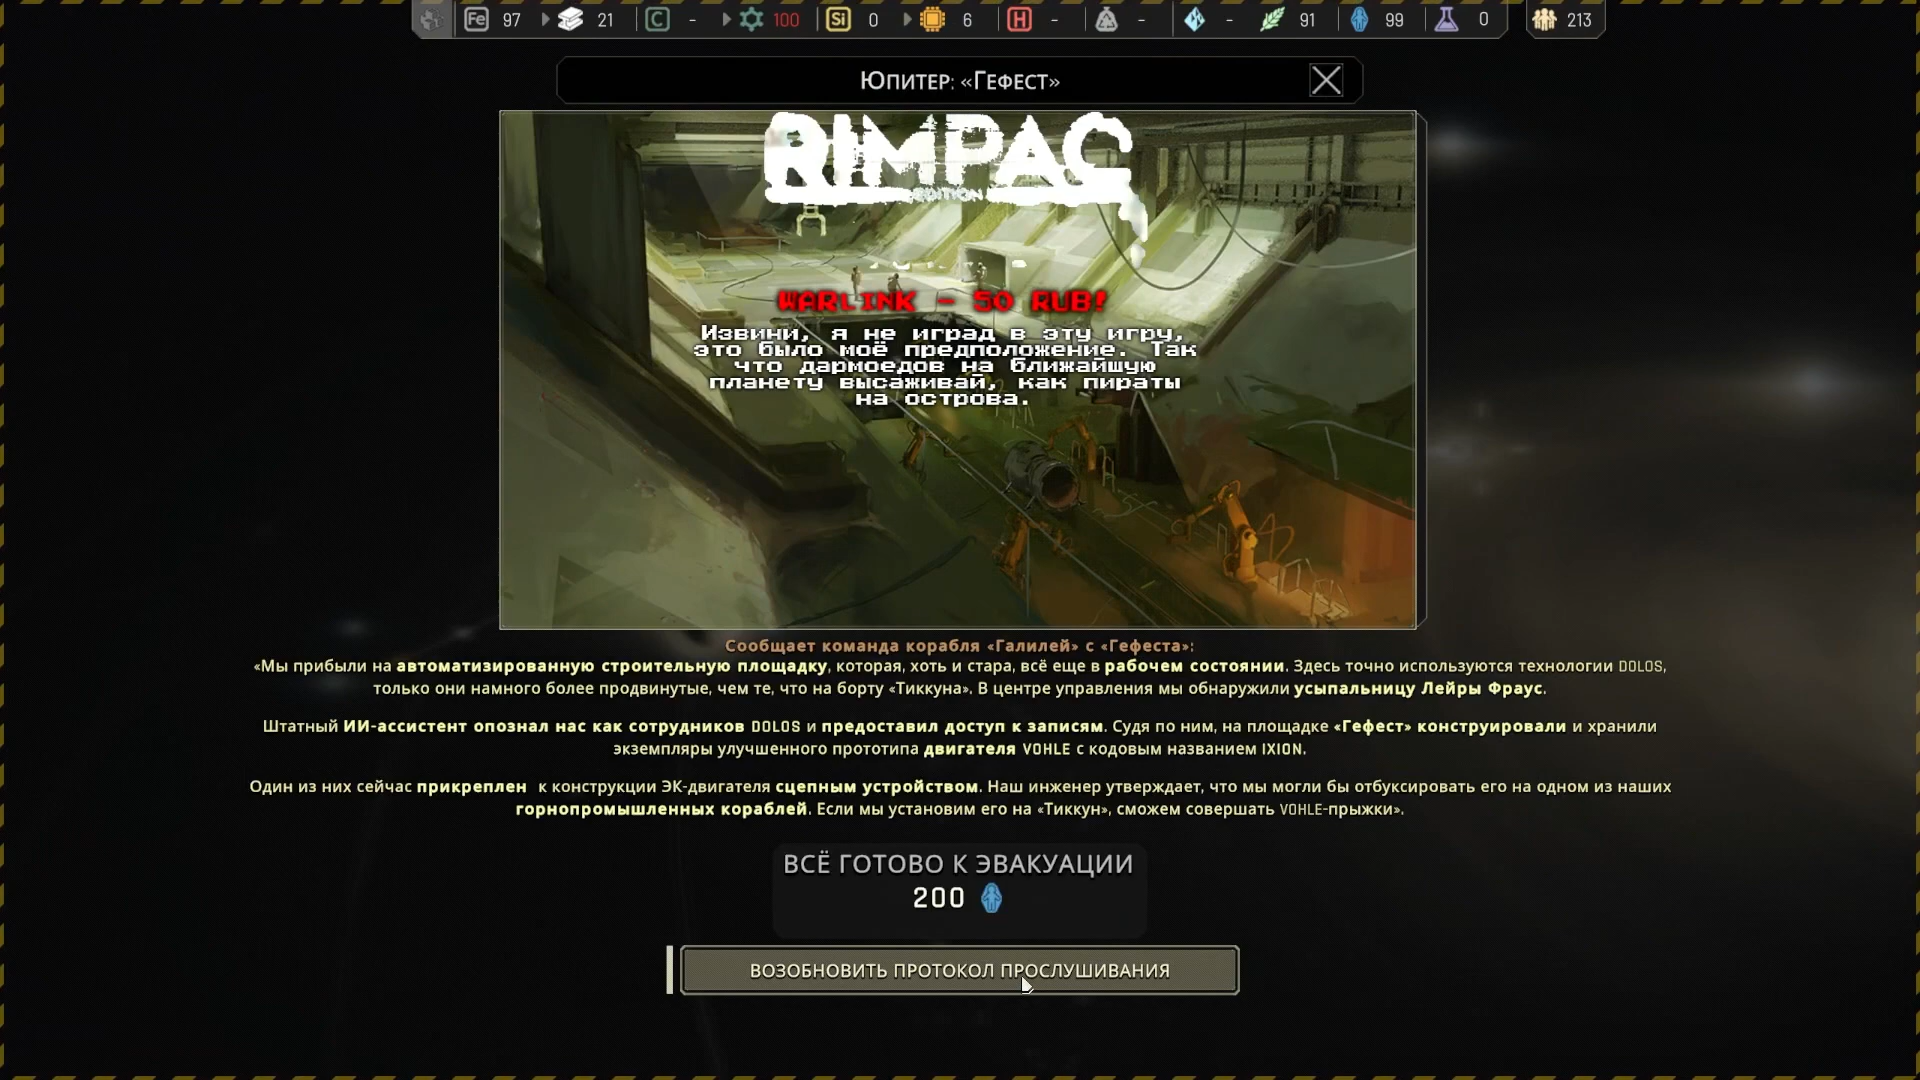 Fe 97 21 C - 100 Si 0 6 H - - - 91 99 0 213
ЮПИТЕР: «ГЕФЕСТ»
RIMPAC
EDITION
WARLINK - 50 RUB!
Извини, я не иград в эту игру,
это было моё предположение. Так
что дармоедов на ближайшую
планету высаживай, как пираты
на острова.
Сообщает команда корабля «Галилей» с «Гефеста»:
«Мы прибыли на автоматизированную строительную площадку, которая, хоть и стара, всё еще в рабочем состоянии. Здесь точно используются технологии DOLOS,
только они намного более продвинутые, чем те, что на борту «Тиккуна». В центре управления мы обнаружили усыпальницу Лейры Фраус.
Штатный ИИ-ассистент опознал нас как сотрудников DOLOS и предоставил доступ к записям. Судя по ним, на площадке «Гефест» конструировали и хранили
экземпляры улучшенного прототипа двигателя VOHLE с кодовым названием IXION.
Один из них сейчас прикреплен к конструкции ЭК-двигателя сцепным устройством. Наш инженер утверждает, что мы могли бы отбуксировать его на одном из наших
горнопромышленных кораблей. Если мы установим его на «Тиккун», сможем совершать VOHLE-прыжки».
ВСЁ ГОТОВО К ЭВАКУАЦИИ
200
ВОЗОБНОВИТЬ ПРОТОКОЛ ПРОСЛУШИВАНИЯ